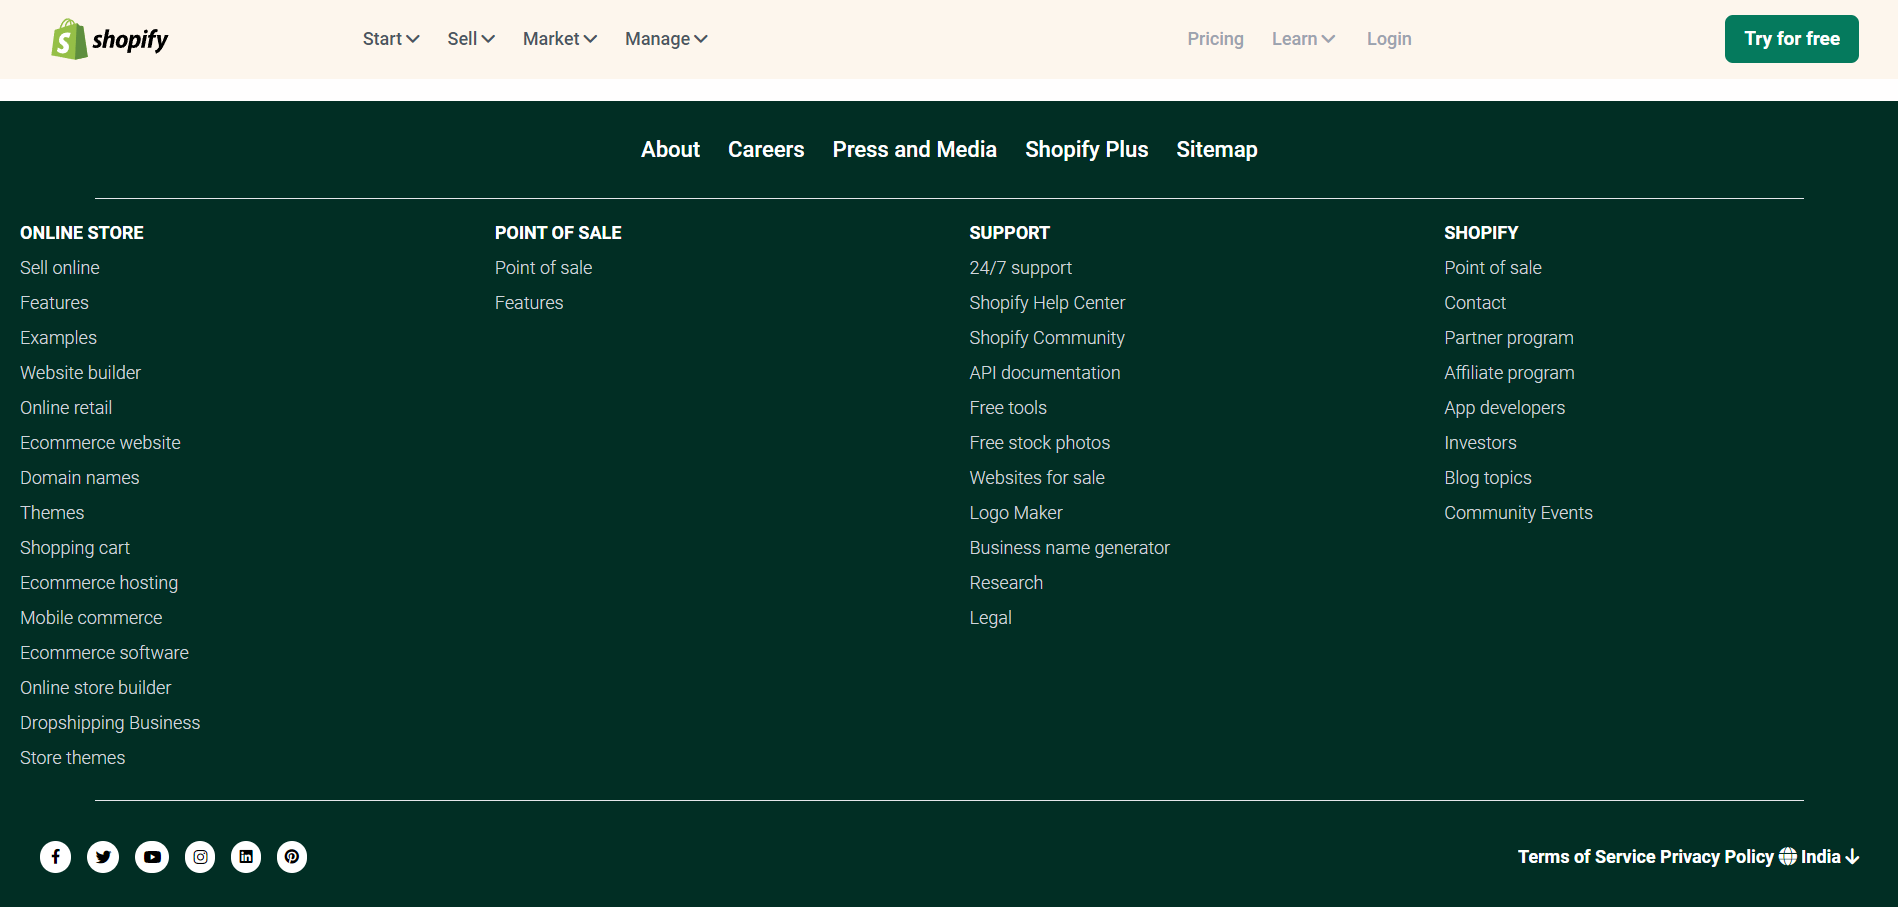 shopify Start Sell Market Manage Pricing Learn Login Try for free
About Careers Press and Media Shopify Plus Sitemap
ONLINE STORE
Sell online
Features
Examples
Website builder
Online retail
Ecommerce website
Domain names
Themes
Shopping cart
Ecommerce hosting
Mobile commerce
Ecommerce software
Online store builder
Dropshipping Business
Store themes
POINT OF SALE
Point of sale
Features
SUPPORT
24/7 support
Shopify Help Center
Shopify Community
API documentation
Free tools
Free stock photos
Websites for sale
Logo Maker
Business name generator
Research
Legal
SHOPIFY
Point of sale
Contact
Partner program
Affiliate program
App developers
Investors
Blog topics
Community Events
Terms of Service Privacy Policy India